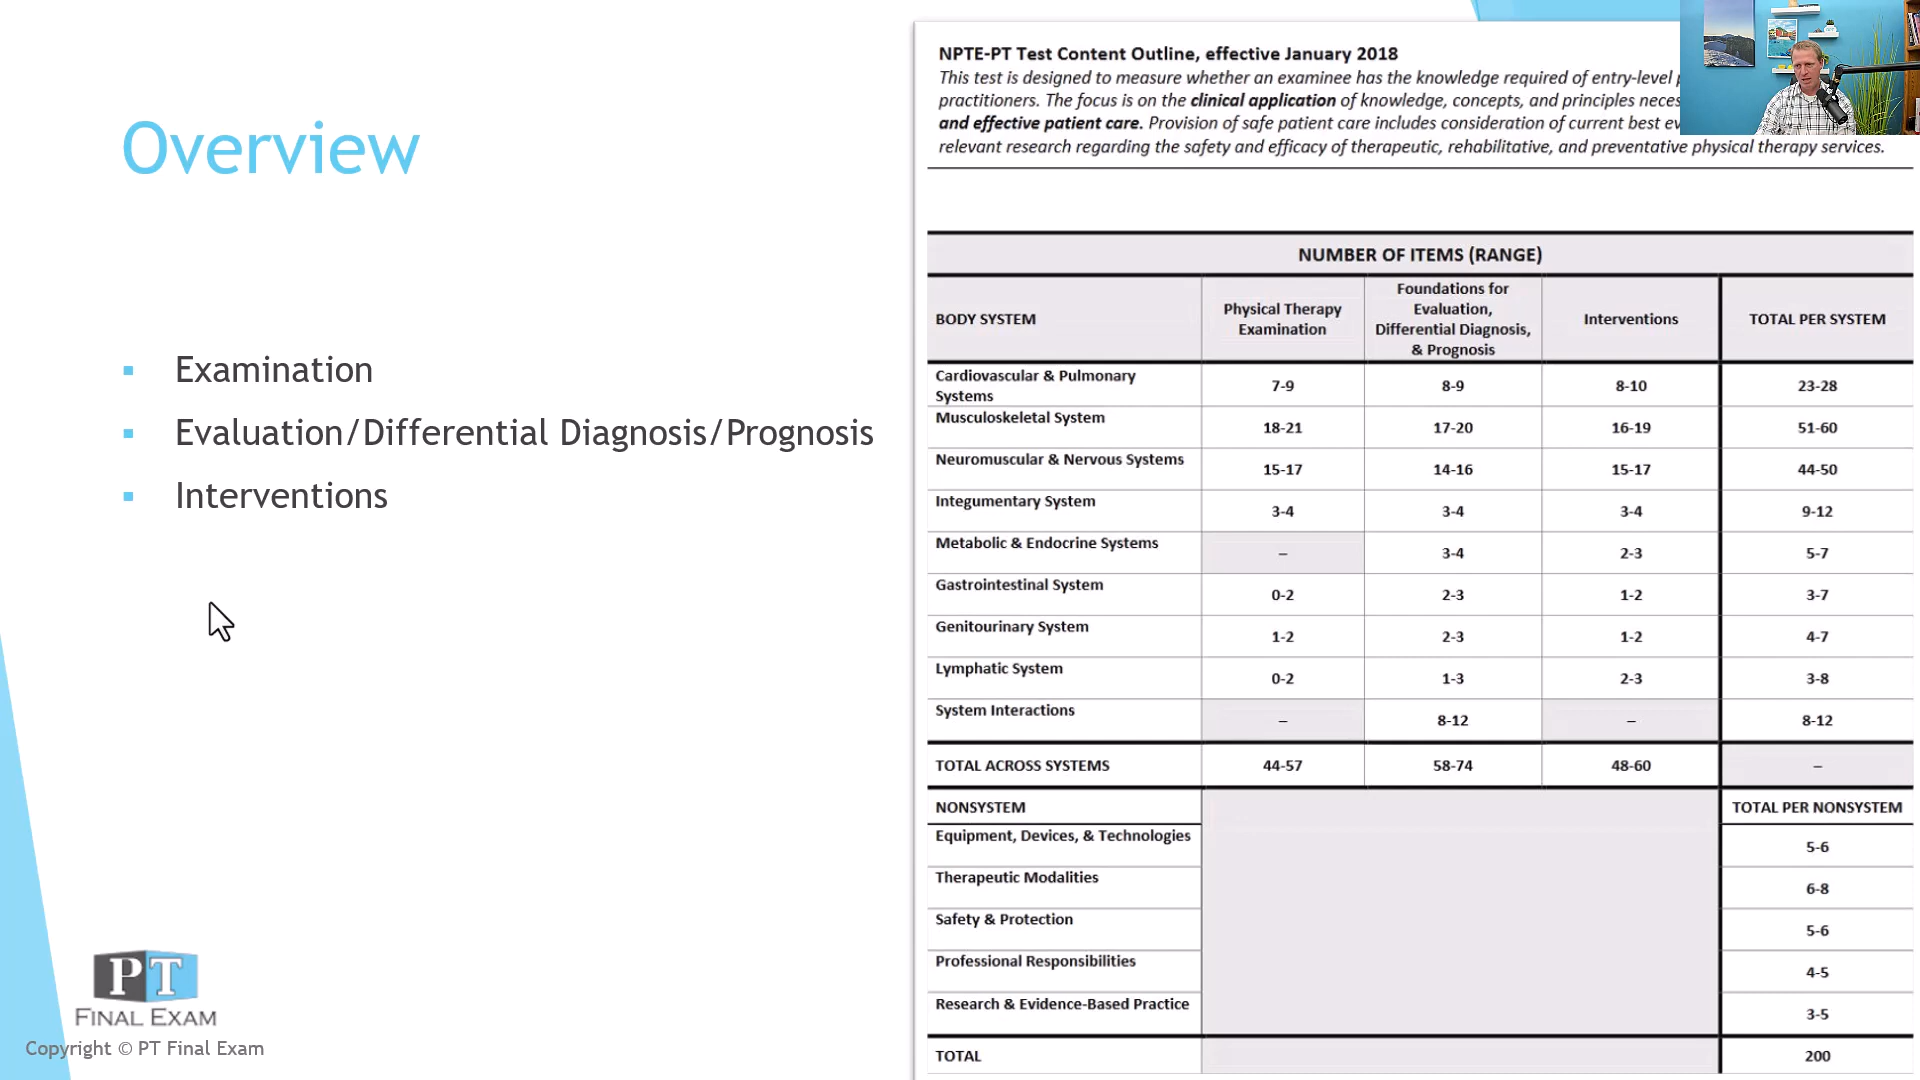 Overview
Examination
Evaluation/Differential Diagnosis/Prognosis
Interventions
PT
FINAL EXAM
Copyright © PT Final Exam
NPTE-PT Test Content Outline, effective January 2018
This test is designed to measure whether an examinee has the knowledge required of entry-level
practitioners. The focus is on the clinical application of knowledge, concepts, and principles
and effective patient care. Provision of safe patient care includes consideration of current best
relevant research regarding the safety and efficacy of therapeutic, rehabilitative, and preventative physical therapy services.
NUMBER OF ITEMS (RANGE)
BODY SYSTEM
Physical Therapy
Examination
Foundations for
Evaluation,
Differential Diagnosis,
& Prognosis
Interventions
TOTAL PER SYSTEM
Cardiovascular & Pulmonary
Systems
7-9 8-9 8-10 23-28
Musculoskeletal System 18-21 17-20 16-19 51-60
Neuromuscular & Nervous Systems 15-17 14-16 15-17 44-50
Integumentary System 3-4 3-4 3-4 9-12
Metabolic & Endocrine Systems – 3-4 2-3 5-7
Gastrointestinal System 0-2 2-3 1-2 3-7
Genitourinary System 1-2 2-3 1-2 4-7
Lymphatic System 0-2 1-3 2-3 3-8
System Interactions – 8-12 – 8-12
TOTAL ACROSS SYSTEMS 44-57 58-74 48-60 –
NONSYSTEM TOTAL PER NONSYSTEM
Equipment, Devices, & Technologies 5-6
Therapeutic Modalities 6-8
Safety & Protection 5-6
Professional Responsibilities 4-5
Research & Evidence-Based Practice 3-5
TOTAL 200